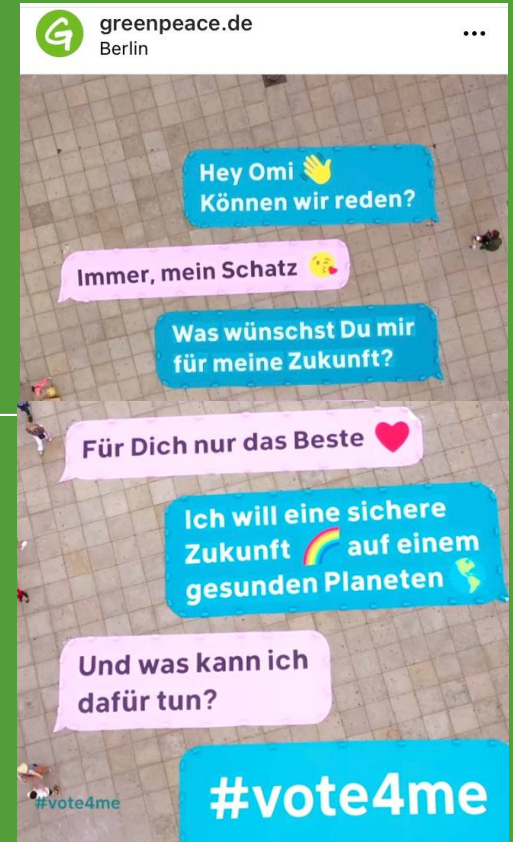 greenpeace.de
Berlin
Hey Omi 👋
Können wir reden?
Immer, mein Schatz 😘
Was wünschst Du mir
für meine Zukunft?
Für Dich nur das Beste ❤️
Ich will eine sichere
Zukunft 🌈 auf einem
gesunden Planeten 🌎
Und was kann ich
dafür tun?
#vote4me
#vote4me